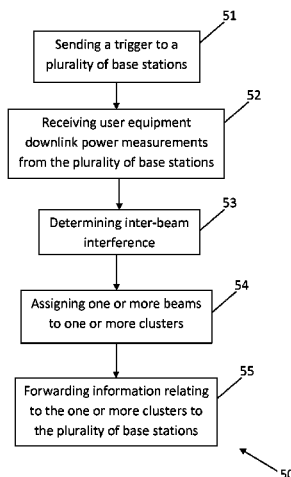 51
Sending a trigger to a
plurality of base stations
52
Receiving user equipment
downlink power measurements
from the plurality of base stations
53
Determining inter-beam
interference
54
Assigning one or more beams
to one or more clusters
55
Forwarding information relating
to the one or more clusters to
the plurality of base stations
50